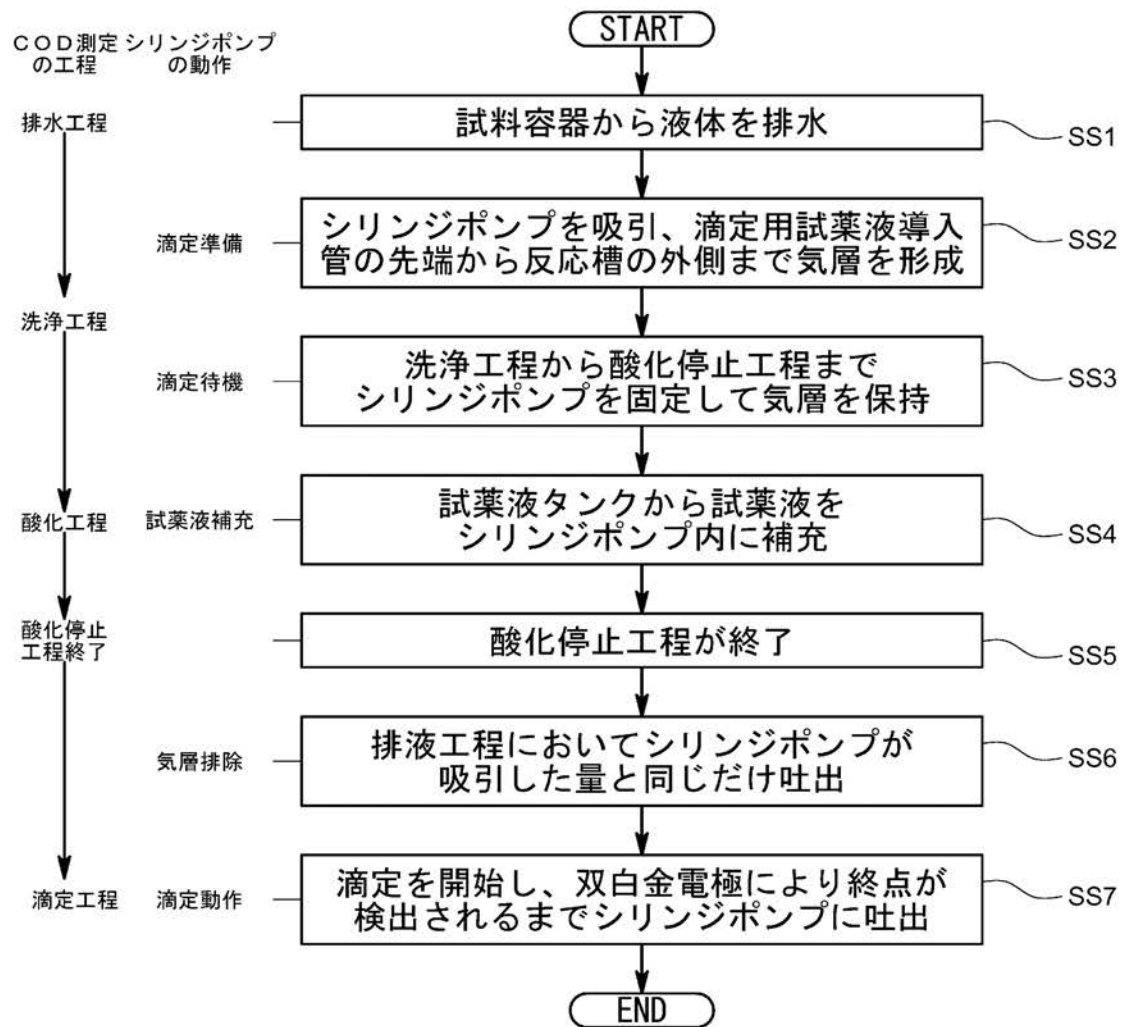 START
ＣＯＤ測定 シリンジポンプ
の工程 の動作
排水工程
試料容器から液体を排水
SS1
滴定準備
シリンジポンプを吸引、滴定用試薬液導入
管の先端から反応槽の外側まで気層を形成
SS2
洗浄工程
滴定待機
洗浄工程から酸化停止工程まで
シリンジポンプを固定して気層を保持
SS3
酸化工程
試薬液補充
試薬液タンクから試薬液を
シリンジポンプ内に補充
SS4
酸化停止
工程終了
酸化停止工程が終了
SS5
気層排除
排液工程においてシリンジポンプが
吸引した量と同じだけ吐出
SS6
滴定工程
滴定動作
滴定を開始し、双白金電極により終点が
検出されるまでシリンジポンプに吐出
SS7
END